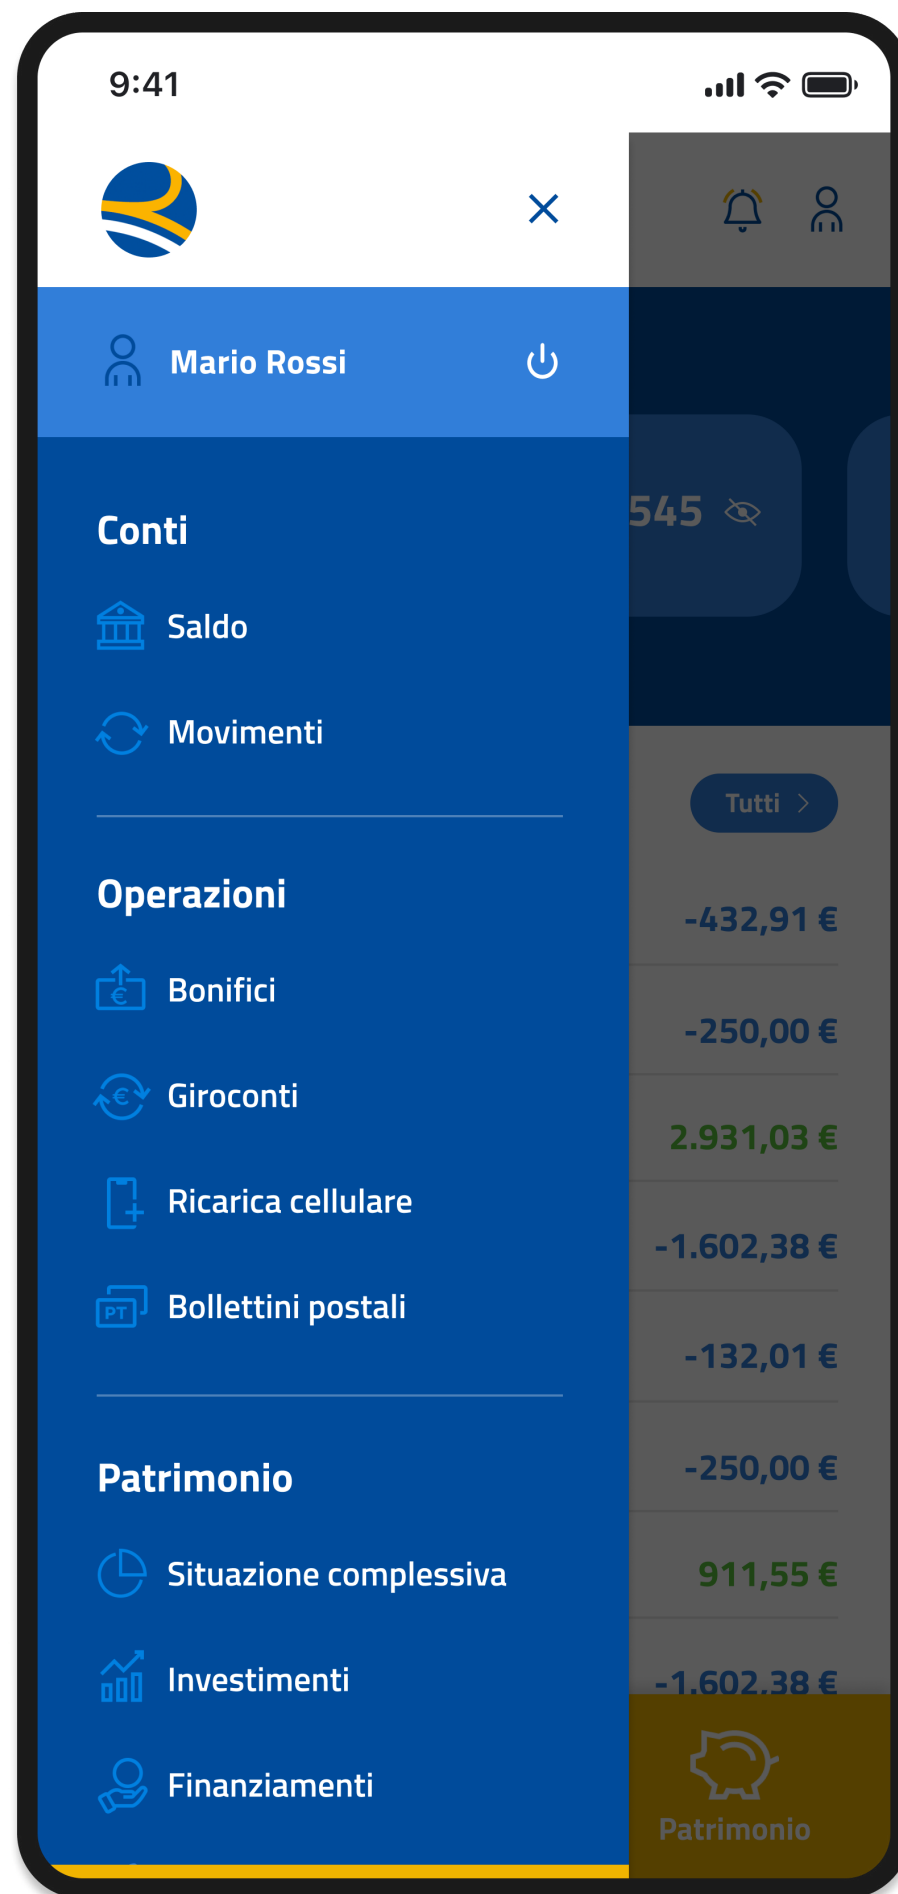 9:41
Mario Rossi
545
Conti
Saldo
Movimenti
Tutti
Operazioni
-432,91 €
Bonifici
-250,00 €
Giroconti
2.931,03 €
Ricarica cellulare
-1.602,38 €
Bollettini postali
PT
-132,01 €
Patrimonio
-250,00 €
Situazione complessiva
911,55 €
Investimenti
-1.602,38 €
Finanziamenti
Patrimonio